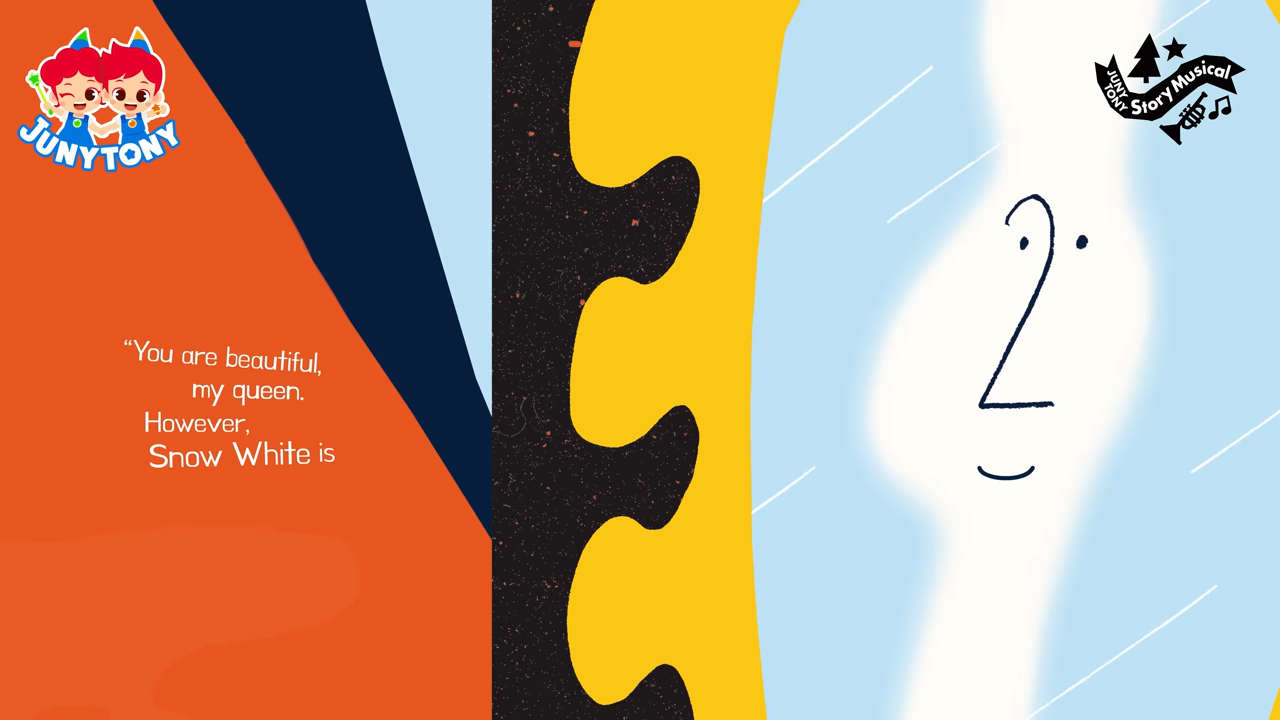 JUNYTONY
JUNY
TONY
Story Musical
“You are beautiful,
my queen.
However,
Snow White is